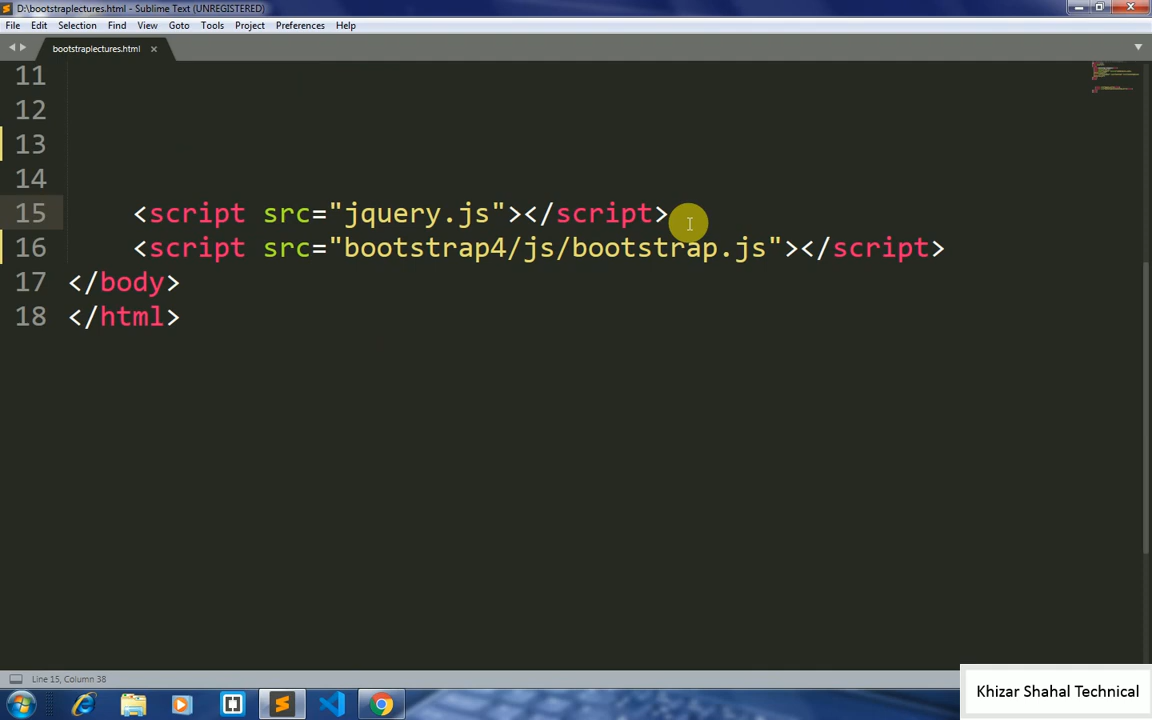 D:\bootstraplectures.html - Sublime Text (UNREGISTERED)
File Edit Selection Find View Goto Tools Project Preferences Help
bootstraplectures.html
11
12
13
14
15 <script src="jquery.js"></script>
16 <script src="bootstrap4/js/bootstrap.js"></script>
17 </body>
18 </html>
Line 15, Column 38
Khizar Shahal Technical